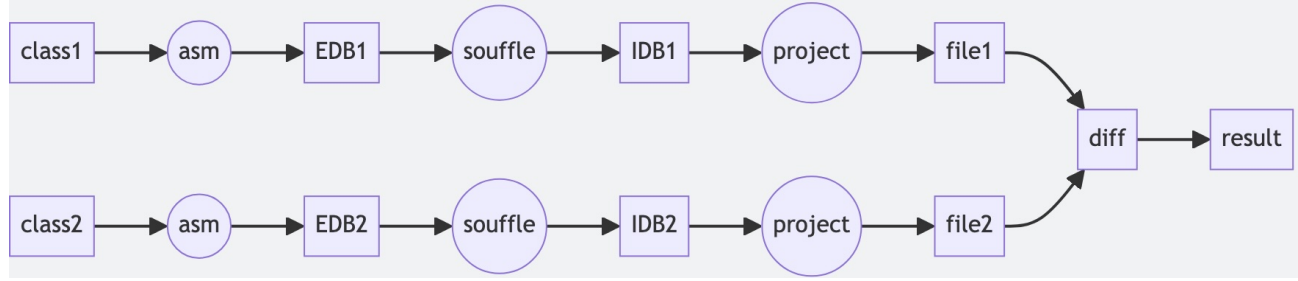 class1 asm EDB1 souffle IDB1 project file1
diff result
class2 asm EDB2 souffle IDB2 project file2